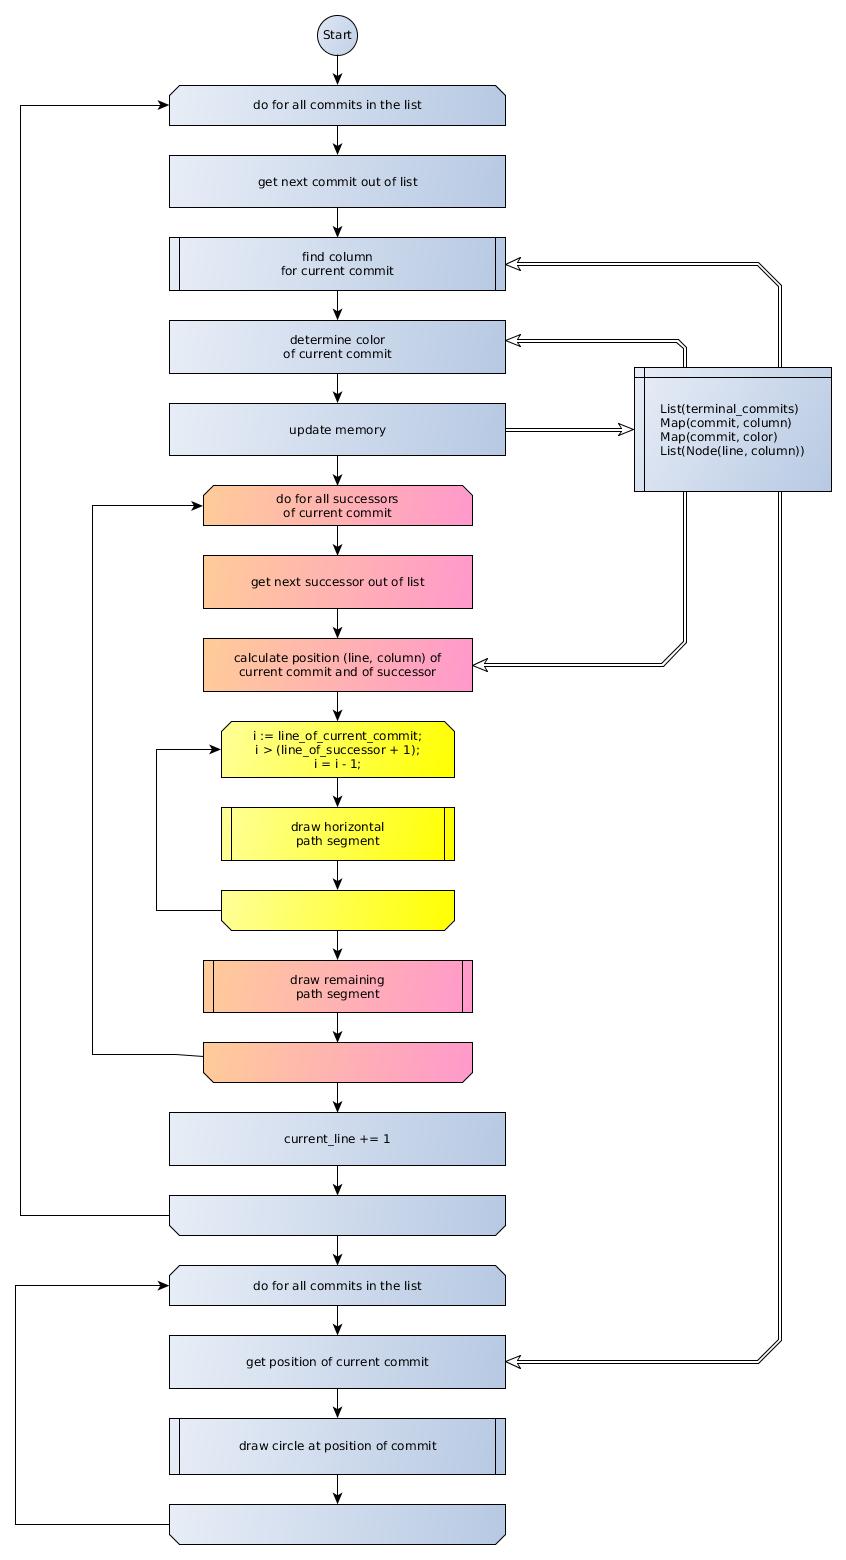 Start
do for all commits in the list
get next commit out of list
find column
for current commit
determine color
of current commit
update memory
List(terminal_commits)
Map(commit, column)
Map(commit, color)
List(Node(line, column))
do for all successors
of current commit
get next successor out of list
calculate position (line, column) of
current commit and of successor
i := line_of_current_commit;
i > (line_of_successor + 1);
i = i - 1;
draw horizontal
path segment
draw remaining
path segment
current_line += 1
do for all commits in the list
get position of current commit
draw circle at position of commit